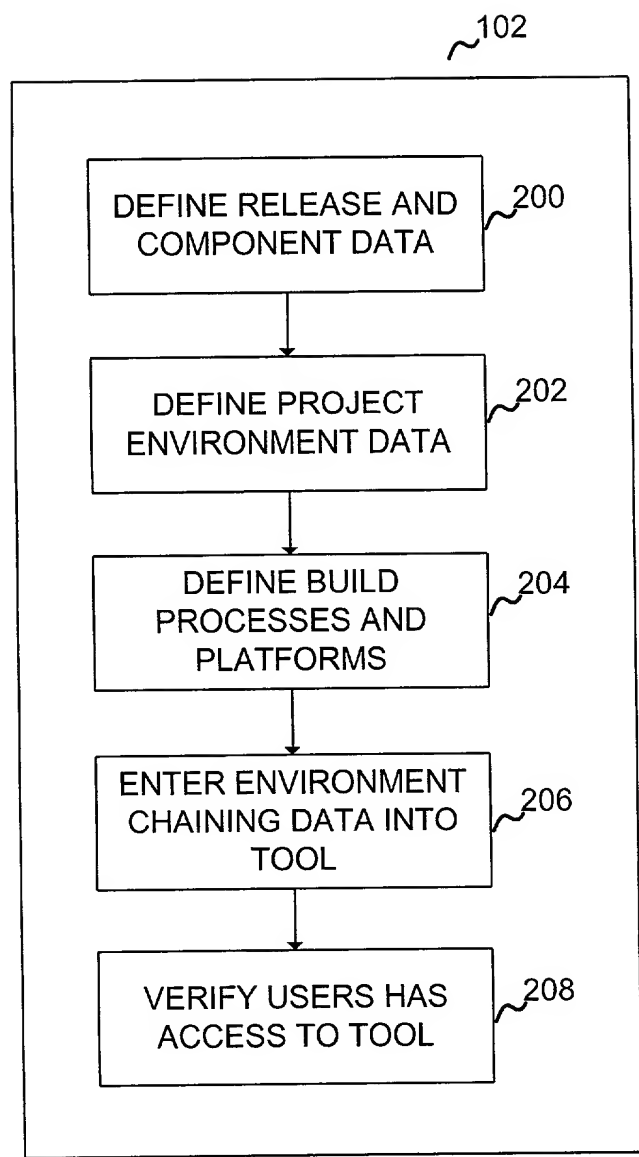 102
DEFINE RELEASE AND
COMPONENT DATA
200
DEFINE PROJECT
ENVIRONMENT DATA
202
DEFINE BUILD
PROCESSES AND
PLATFORMS
204
ENTER ENVIRONMENT
CHAINING DATA INTO
TOOL
206
VERIFY USERS HAS
ACCESS TO TOOL
208